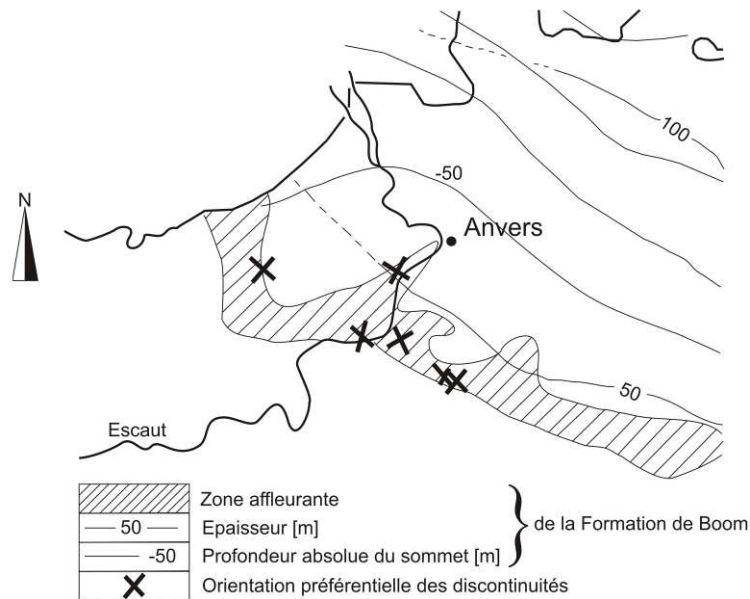 100
-50
N
Anvers
50
Escaut
Zone affleurante
50 Epaisseur [m]
de la Formation de Boom
-50 Profondeur absolue du sommet [m]
Orientation préférentielle des discontinuités